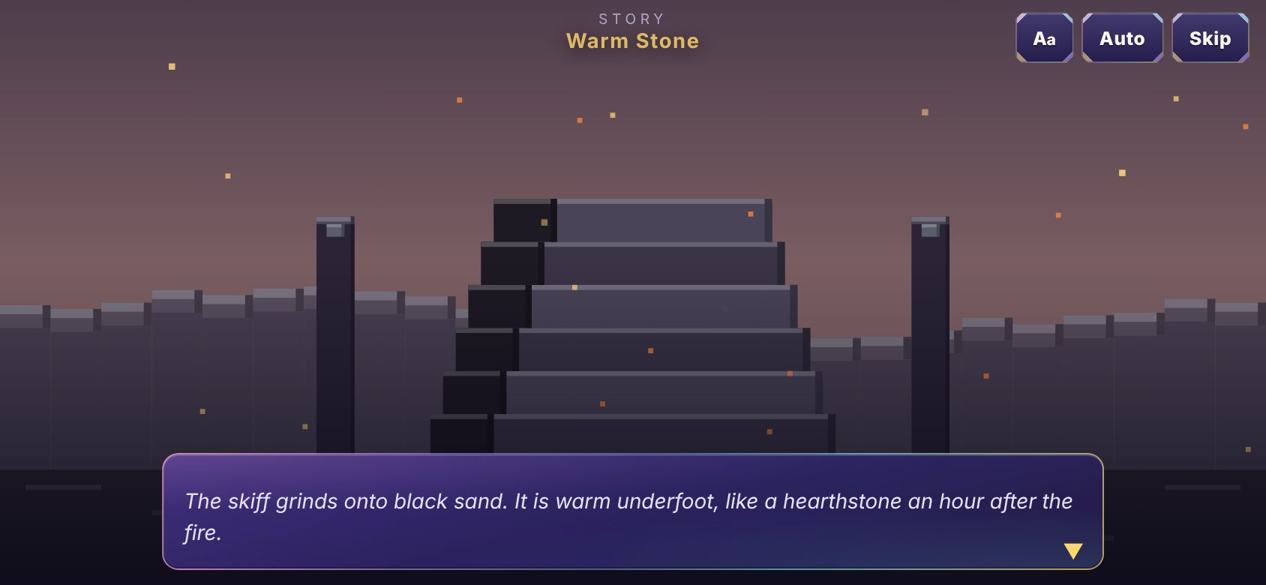 STORY
Warm Stone
Aa
Auto
Skip
The skiff grinds onto black sand. It is warm underfoot, like a hearthstone an hour after the
fire.